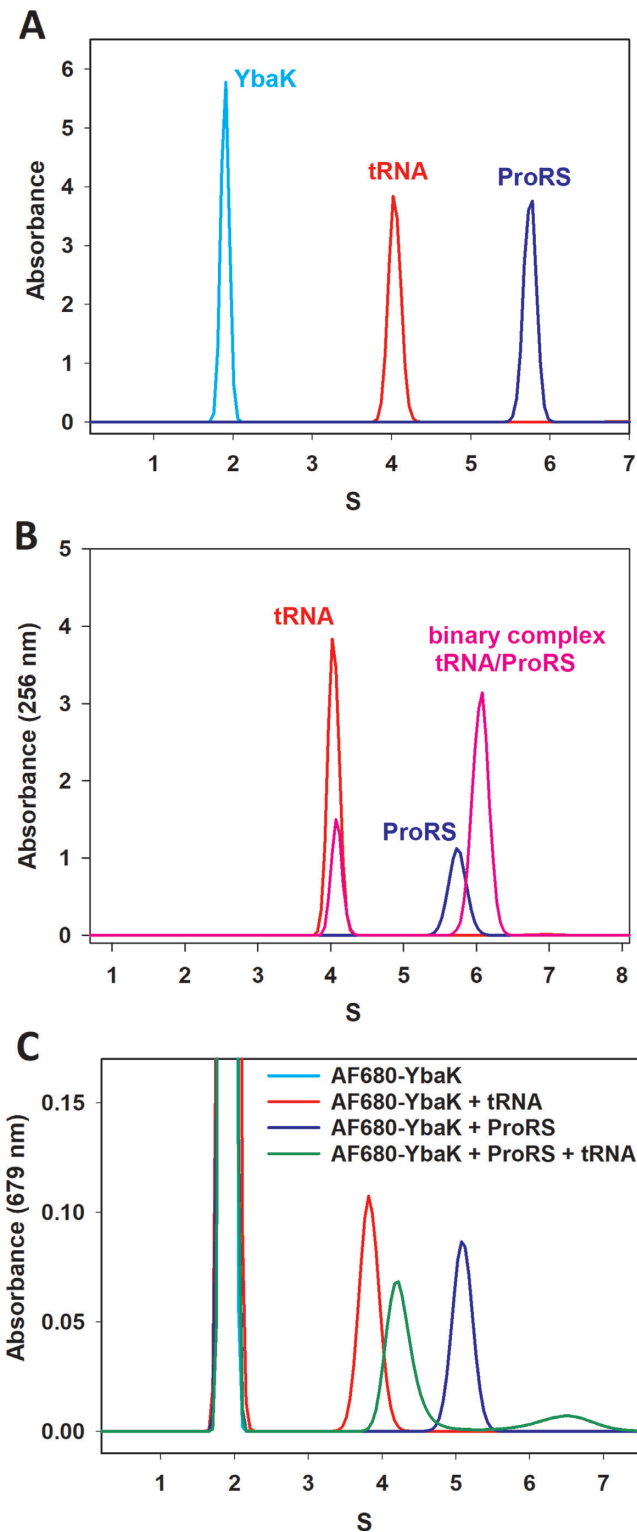 A
YbaK
tRNA
ProRS
Absorbance
6
5
4
3
2
1
0
1 2 3 4 5 6 7
S
B
tRNA
binary complex
tRNA/ProRS
ProRS
Absorbance (256 nm)
5
4
3
2
1
0
1 2 3 4 5 6 7 8
S
C
AF680-YbaK
AF680-YbaK + tRNA
AF680-YbaK + ProRS
AF680-YbaK + ProRS + tRNA
Absorbance (679 nm)
0.15
0.10
0.05
0.00
1 2 3 4 5 6 7
S